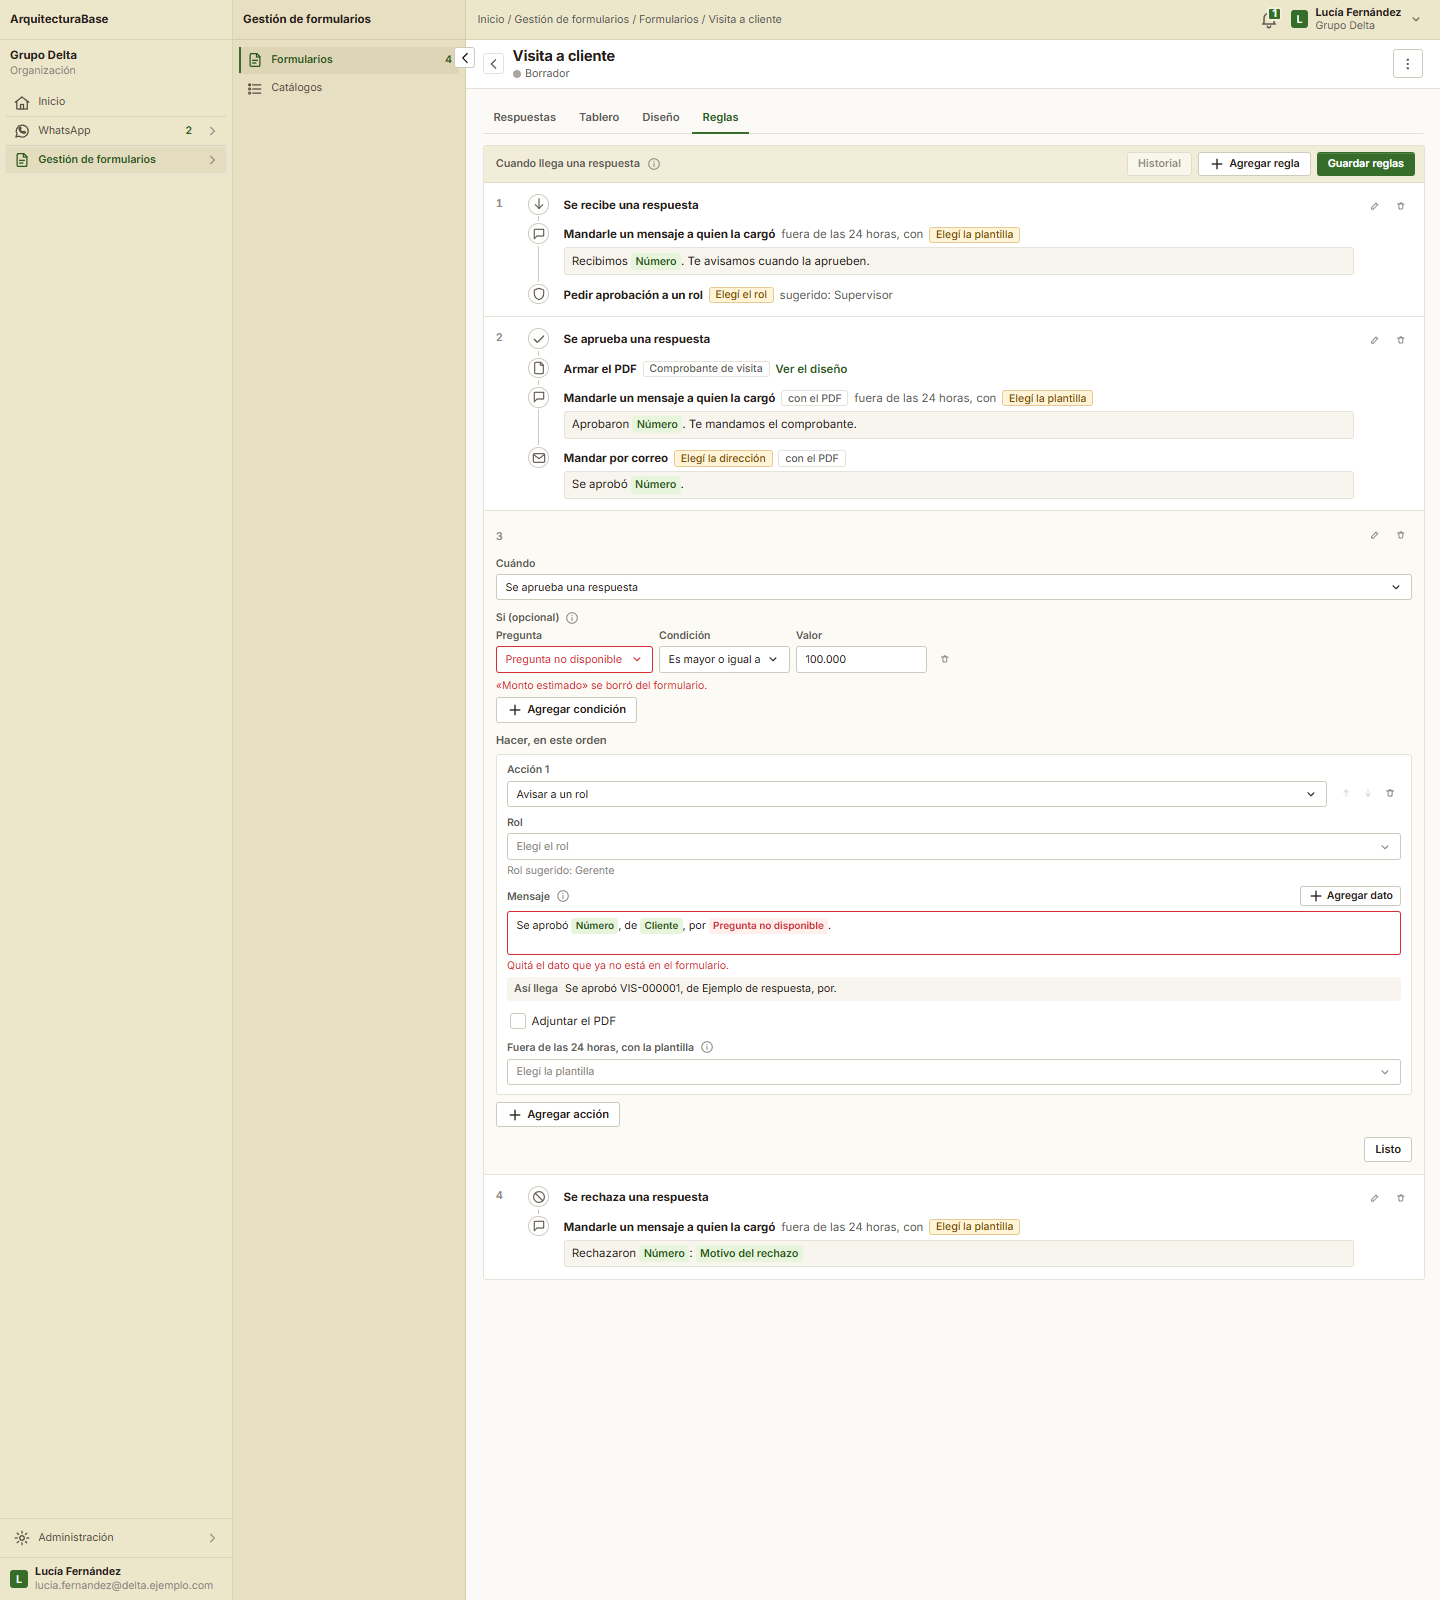 ArquitecturaBase
Gestión de formularios
Inicio / Gestión de formularios / Formularios / Visita a cliente
1
L
Lucía Fernández
Grupo Delta
Grupo Delta
Organización
Inicio
WhatsApp 2
Gestión de formularios
Formularios 4
Catálogos
Visita a cliente
Borrador
Respuestas Tablero Diseño Reglas
Cuando llega una respuesta
Historial Agregar regla Guardar reglas
1 Se recibe una respuesta
Mandarle un mensaje a quien la cargó fuera de las 24 horas, con Elegí la plantilla
Recibimos Número. Te avisamos cuando la aprueben.
Pedir aprobación a un rol Elegí el rol sugerido: Supervisor
2 Se aprueba una respuesta
Armar el PDF Comprobante de visita Ver el diseño
Mandarle un mensaje a quien la cargó con el PDF fuera de las 24 horas, con Elegí la plantilla
Aprobaron Número. Te mandamos el comprobante.
Mandar por correo Elegí la dirección con el PDF
Se aprobó Número.
3
Cuándo
Se aprueba una respuesta
Si (opcional)
Pregunta Condición Valor
Pregunta no disponible Es mayor o igual a 100.000
«Monto estimado» se borró del formulario.
Agregar condición
Hacer, en este orden
Acción 1
Avisar a un rol
Rol
Elegí el rol
Rol sugerido: Gerente
Mensaje Agregar dato
Se aprobó Número, de Cliente, por Pregunta no disponible.
Quitá el dato que ya no está en el formulario.
Así llega Se aprobó VIS-000001, de Ejemplo de respuesta, por.
Adjuntar el PDF
Fuera de las 24 horas, con la plantilla
Elegí la plantilla
Agregar acción
Listo
4 Se rechaza una respuesta
Mandarle un mensaje a quien la cargó fuera de las 24 horas, con Elegí la plantilla
Rechazaron Número: Motivo del rechazo
Administración
L
Lucía Fernández
lucia.fernandez@delta.ejemplo.com